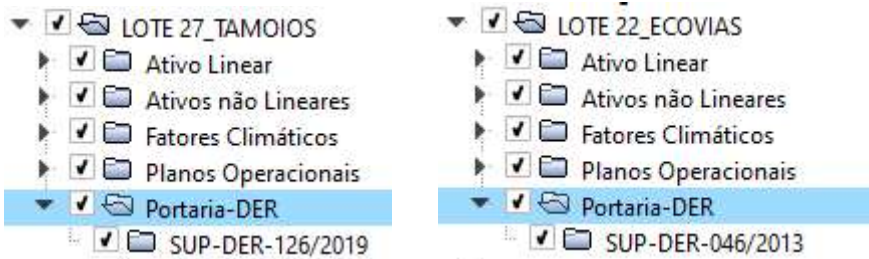 LOTE 27_TAMOIOS
Ativo Linear
Ativos não Lineares
Fatores Climáticos
Planos Operacionais
Portaria-DER
SUP-DER-126/2019
LOTE 22_ECOVIAS
Ativo Linear
Ativos não Lineares
Fatores Climáticos
Planos Operacionais
Portaria-DER
SUP-DER-046/2013